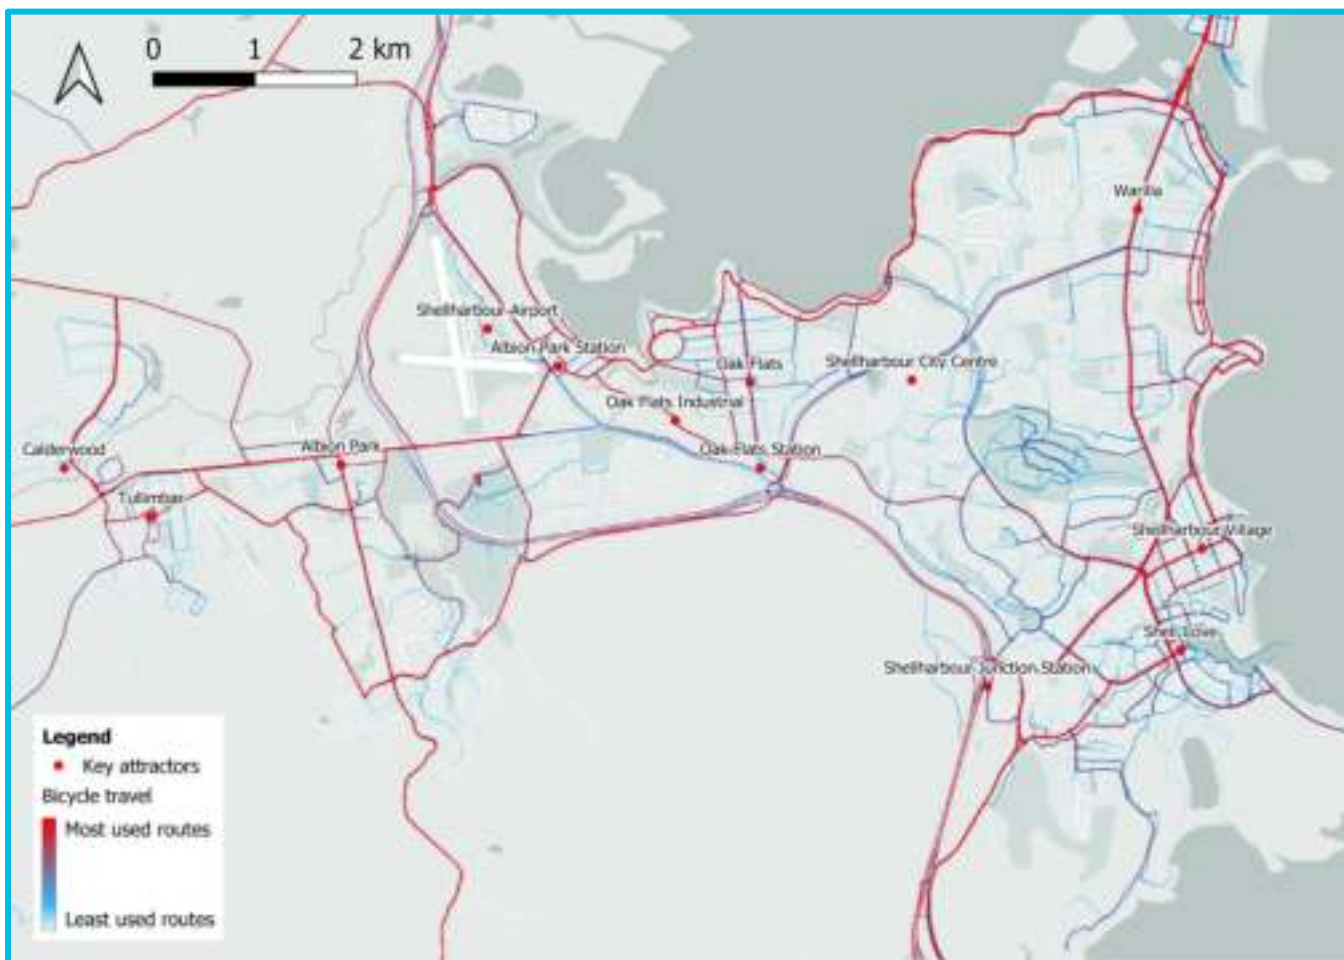 0 1 2 km
Warilla
Shellharbour Airport
Albion Park Station
Oak Flats
Shellharbour City Centre
Oak Flats Industrial
Albion Park
Oak Flats Station
Calderwood
Tullimbar
Shellharbour Village
Shell Cove
Shellharbour Junction Station
Legend
Key attractors
Bicycle travel
Most used routes
Least used routes